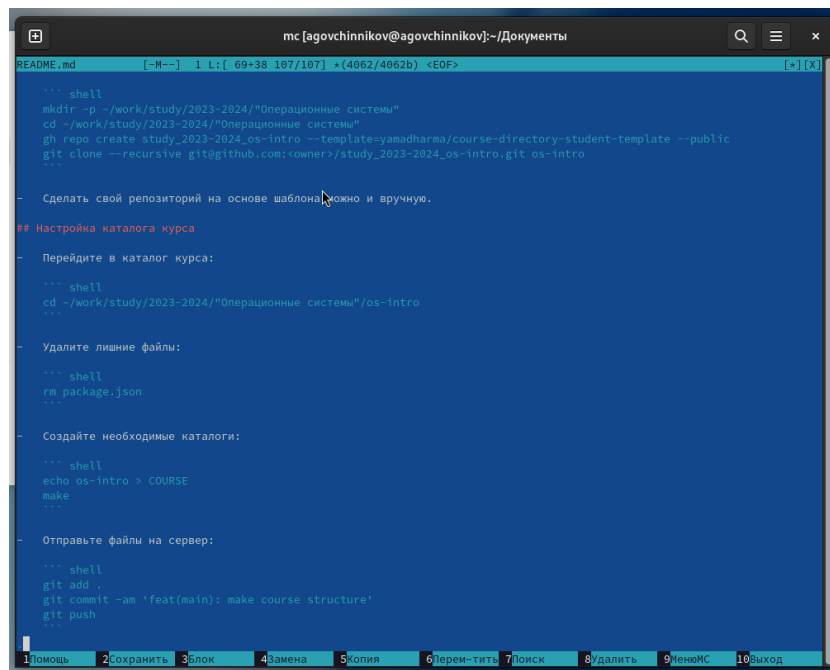 mc [agovchinnikov@agovchinnikov]:~/Документы
README.md [-M--] 1 L:[ 69+38 107/107] *(4062/4062b) <EOF> [*][X]
``` shell
mkdir -p ~/work/study/2023-2024/"Операционные системы"
cd ~/work/study/2023-2024/"Операционные системы"
gh repo create study_2023-2024_os-intro --template=yamadharma/course-directory-student-template --public
git clone --recursive git@github.com:<owner>/study_2023-2024_os-intro.git os-intro
```
- Сделать свой репозиторий на основе шаблона можно и вручную.
## Настройка каталога курса
- Перейдите в каталог курса:
``` shell
cd ~/work/study/2023-2024/"Операционные системы"/os-intro
```
- Удалите лишние файлы:
``` shell
rm package.json
```
- Создайте необходимые каталоги:
``` shell
echo os-intro > COURSE
make
```
- Отправьте файлы на сервер:
``` shell
git add .
git commit -am 'feat(main): make course structure'
git push
```
1Помощь 2Сохранить 3Блок 4Замена 5Копия 6Перем~тить 7Поиск 8Удалить 9МенюMC 10Выход